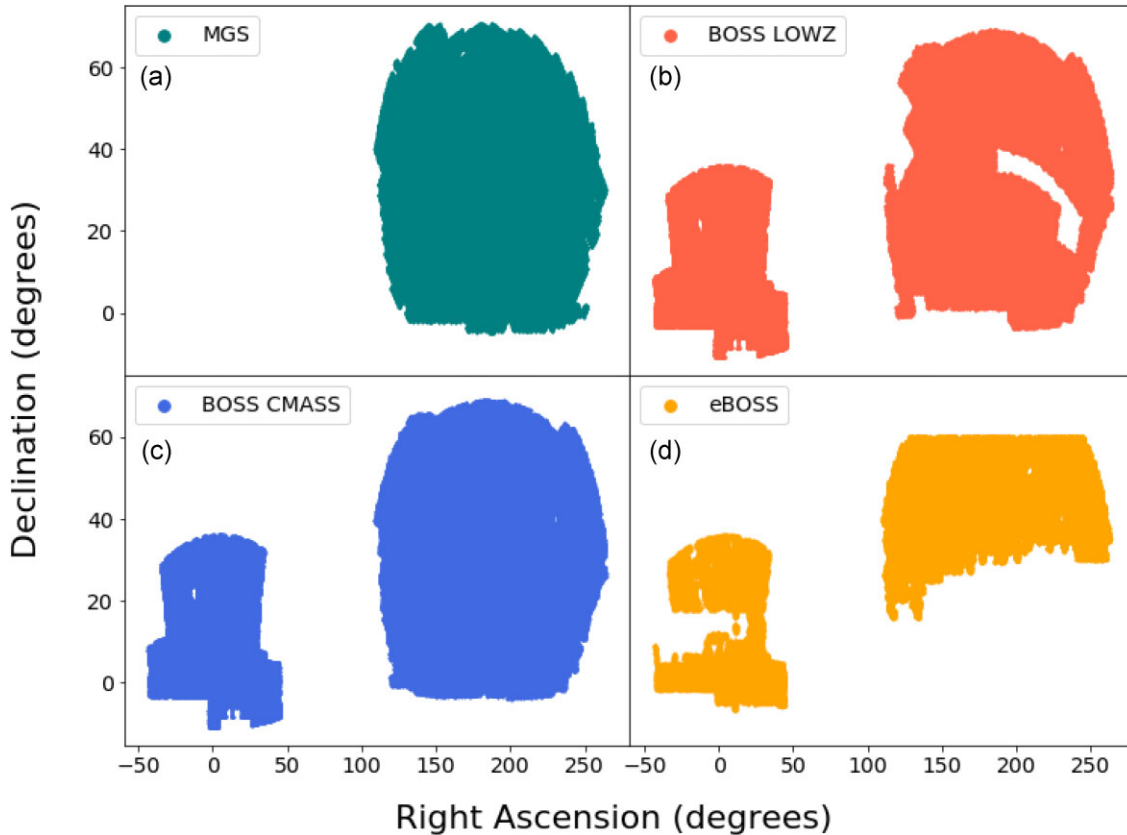 MGS
(a)
BOSS LOWZ
(b)
60
40
20
0
BOSS CMASS
(c)
eBOSS
(d)
60
40
20
0
−50 0 50 100 150 200 250
−50 0 50 100 150 200 250
Declination (degrees)
Right Ascension (degrees)